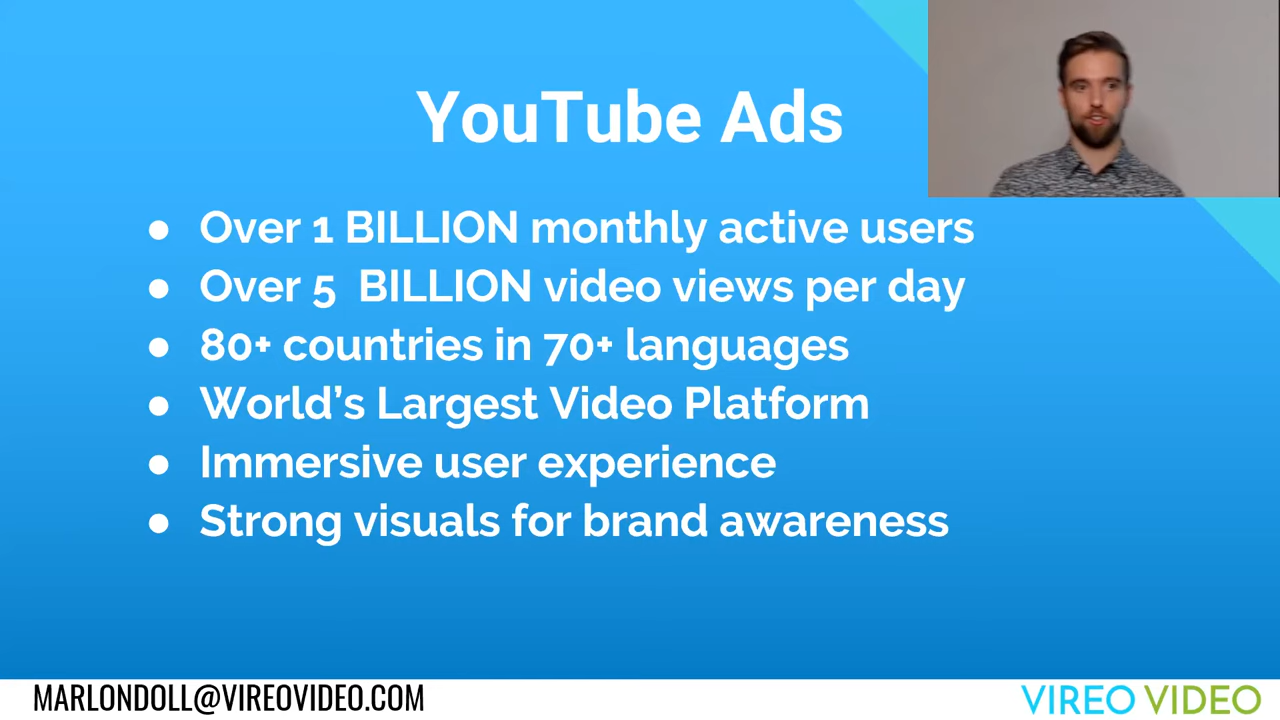 YouTube Ads
● Over 1 BILLION monthly active users
● Over 5  BILLION video views per day
● 80+ countries in 70+ languages
● World’s Largest Video Platform
● Immersive user experience
● Strong visuals for brand awareness
MARLONDOLL@VIREOVIDEO.COM
VIREO VIDEO